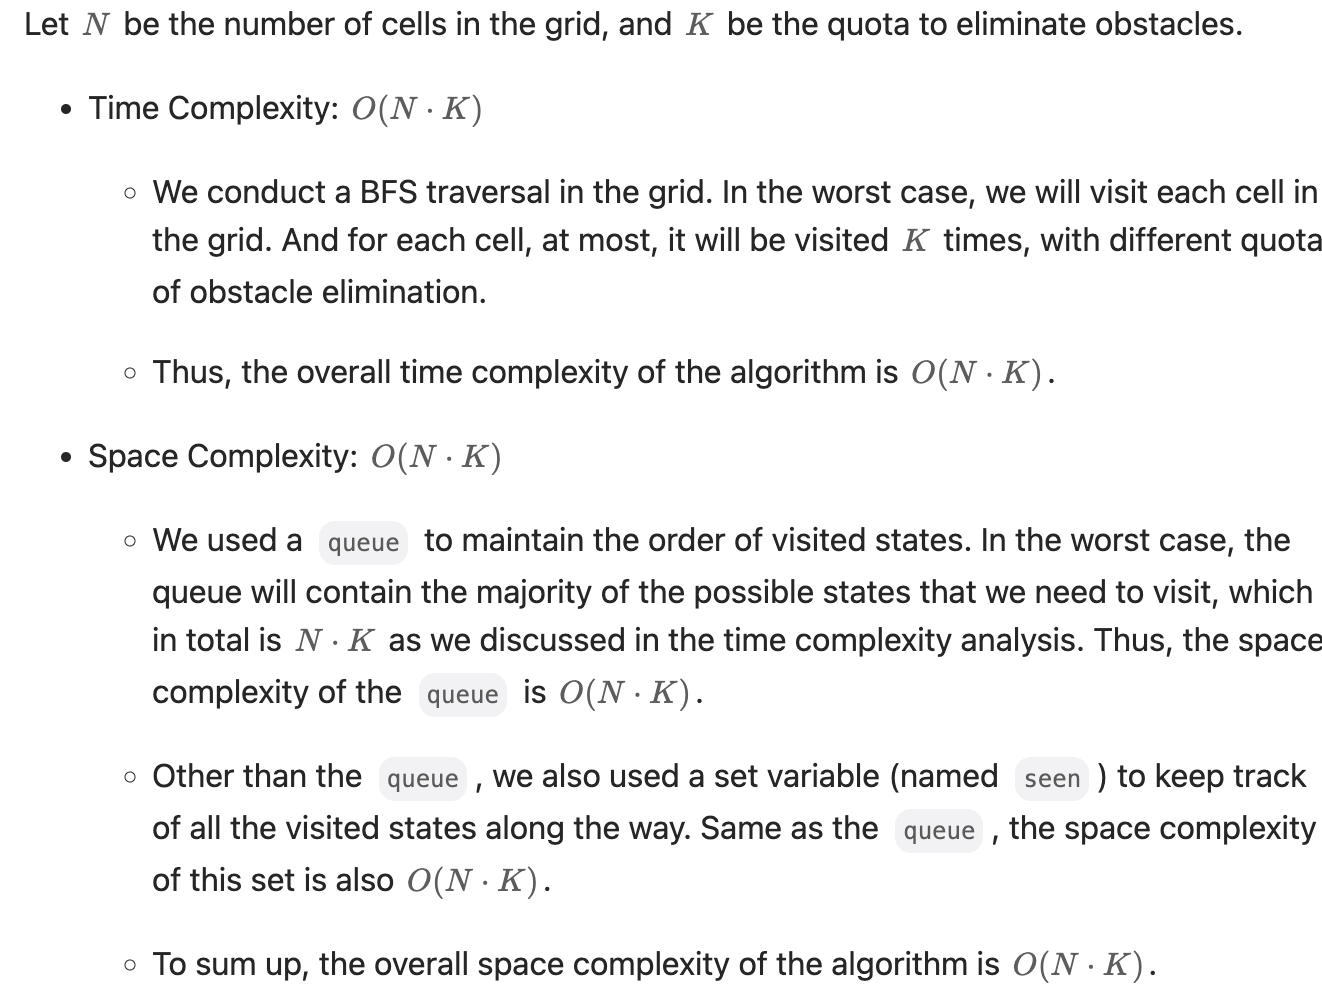 Let N be the number of cells in the grid, and K be the quota to eliminate obstacles.
• Time Complexity: O(N · K)
◦ We conduct a BFS traversal in the grid. In the worst case, we will visit each cell in
the grid. And for each cell, at most, it will be visited K times, with different quota
of obstacle elimination.
◦ Thus, the overall time complexity of the algorithm is O(N · K).
• Space Complexity: O(N · K)
◦ We used a queue to maintain the order of visited states. In the worst case, the
queue will contain the majority of the possible states that we need to visit, which
in total is N · K as we discussed in the time complexity analysis. Thus, the space
complexity of the queue is O(N · K).
◦ Other than the queue , we also used a set variable (named seen ) to keep track
of all the visited states along the way. Same as the queue , the space complexity
of this set is also O(N · K).
◦ To sum up, the overall space complexity of the algorithm is O(N · K).